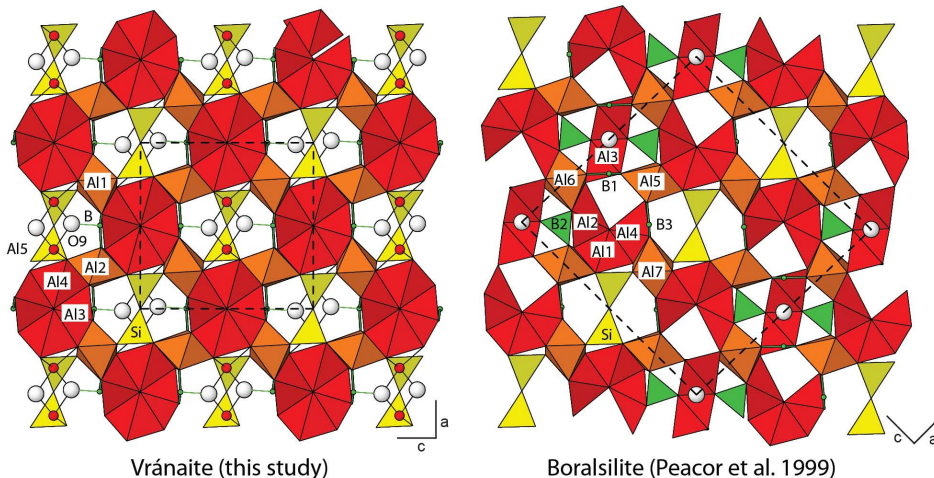 Al1
B
O9
Al5
Al2
Al4
Al3
Si
a
c
Vránaite (this study)
Al3
Al6
Al5
B1
B2
Al2
B3
Al4
Al1
Al7
Si
c
a
Boralsilite (Peacor et al. 1999)